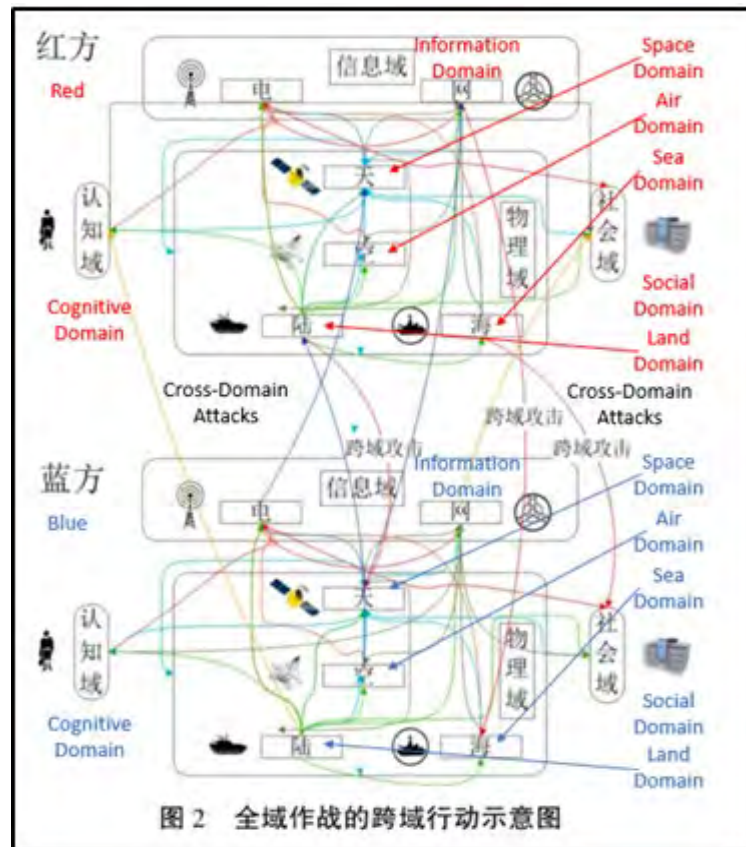 红方
Red
信息域
Information
Domain
电
网
Space
Domain
Air
Domain
Sea
Domain
天
空
认知域
物理域
社会域
Cognitive
Domain
Social
Domain
陆
海
Land
Domain
Cross-Domain
Attacks
Cross-Domain
Attacks
跨域攻击
跨域攻击
跨域攻击
蓝方
Blue
信息域
Information
Domain
电
网
Space
Domain
Air
Domain
Sea
Domain
天
空
认知域
物理域
社会域
Cognitive
Domain
Social
Domain
陆
海
Land
Domain
图 2 全域作战的跨域行动示意图